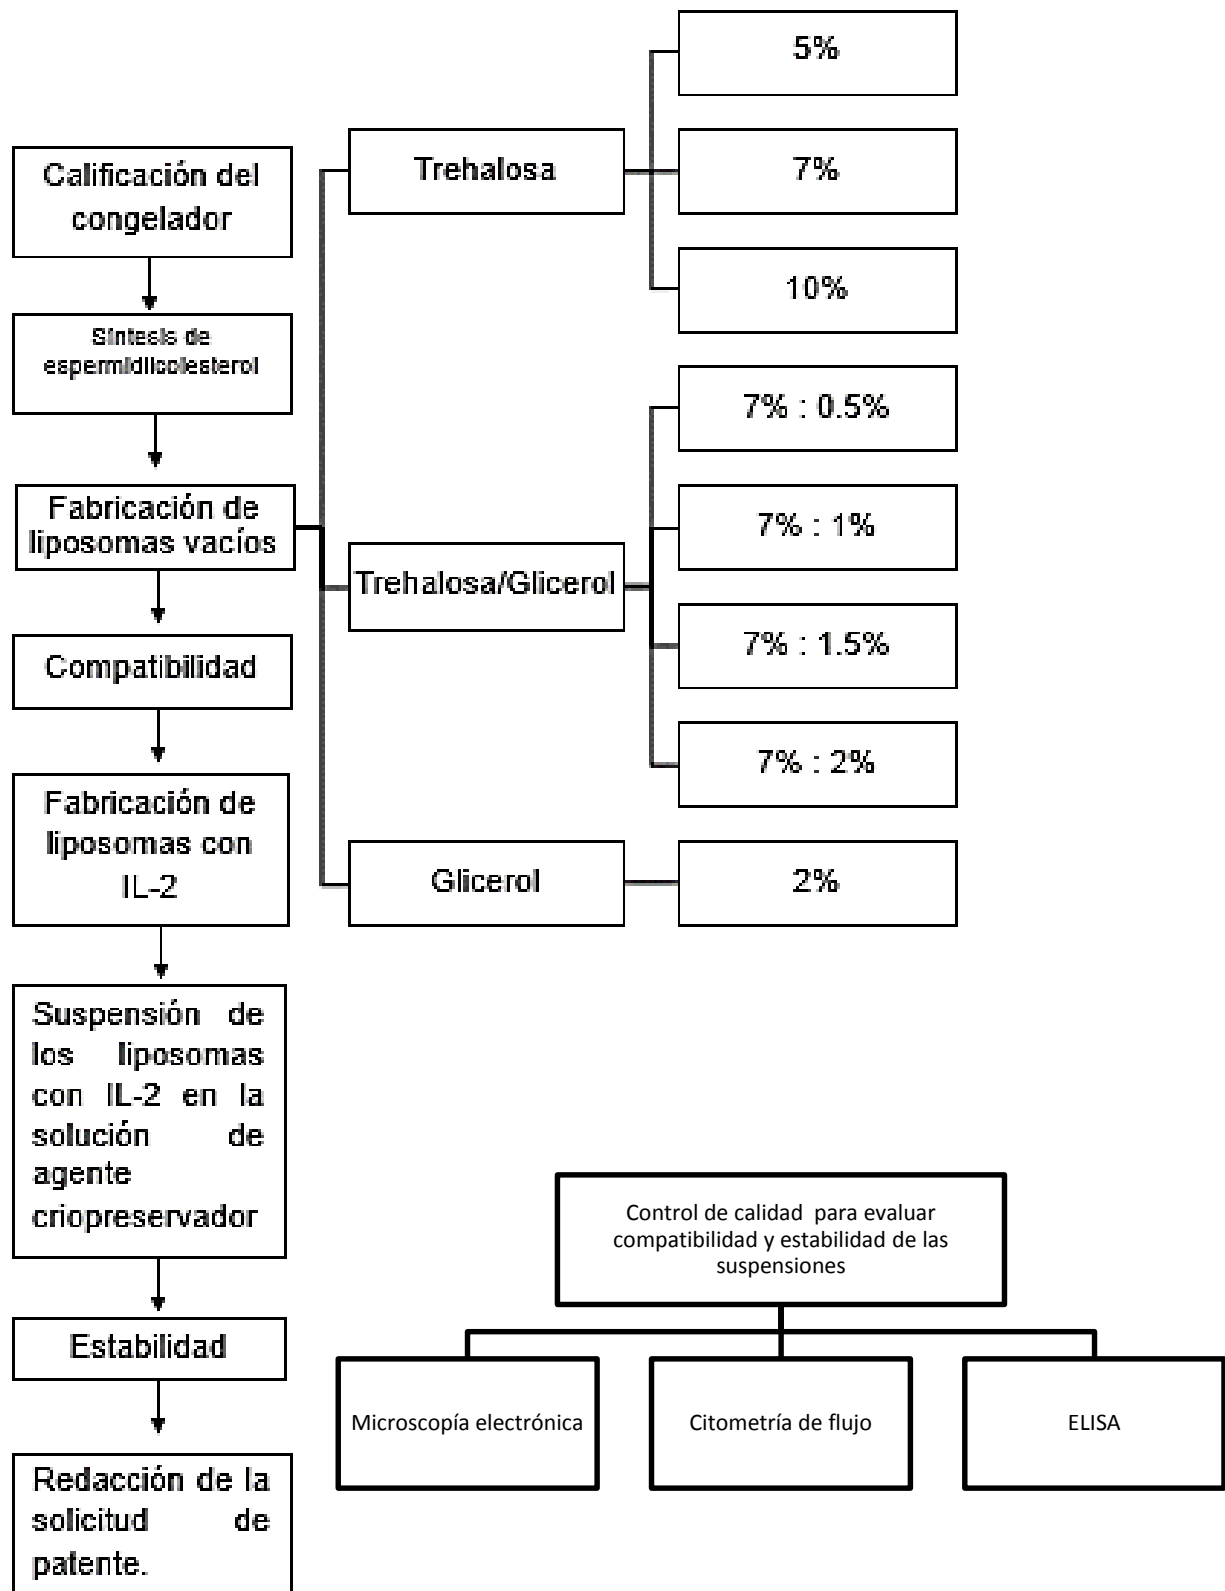 Calificación del
congelador
Síntesis de
espermidilcolesterol
Fabricación de
liposomas vacíos
Compatibilidad
Fabricación de
liposomas con
IL-2
Suspensión de
los liposomas
con IL-2 en la
solución de
agente
criopreservador
Estabilidad
Redacción de la
solicitud de
patente.
Trehalosa
5%
7%
10%
Trehalosa/Glicerol
7% : 0.5%
7% : 1%
7% : 1.5%
7% : 2%
Glicerol
2%
Control de calidad para evaluar
compatibilidad y estabilidad de las
suspensiones
Microscopía electrónica
Citometría de flujo
ELISA